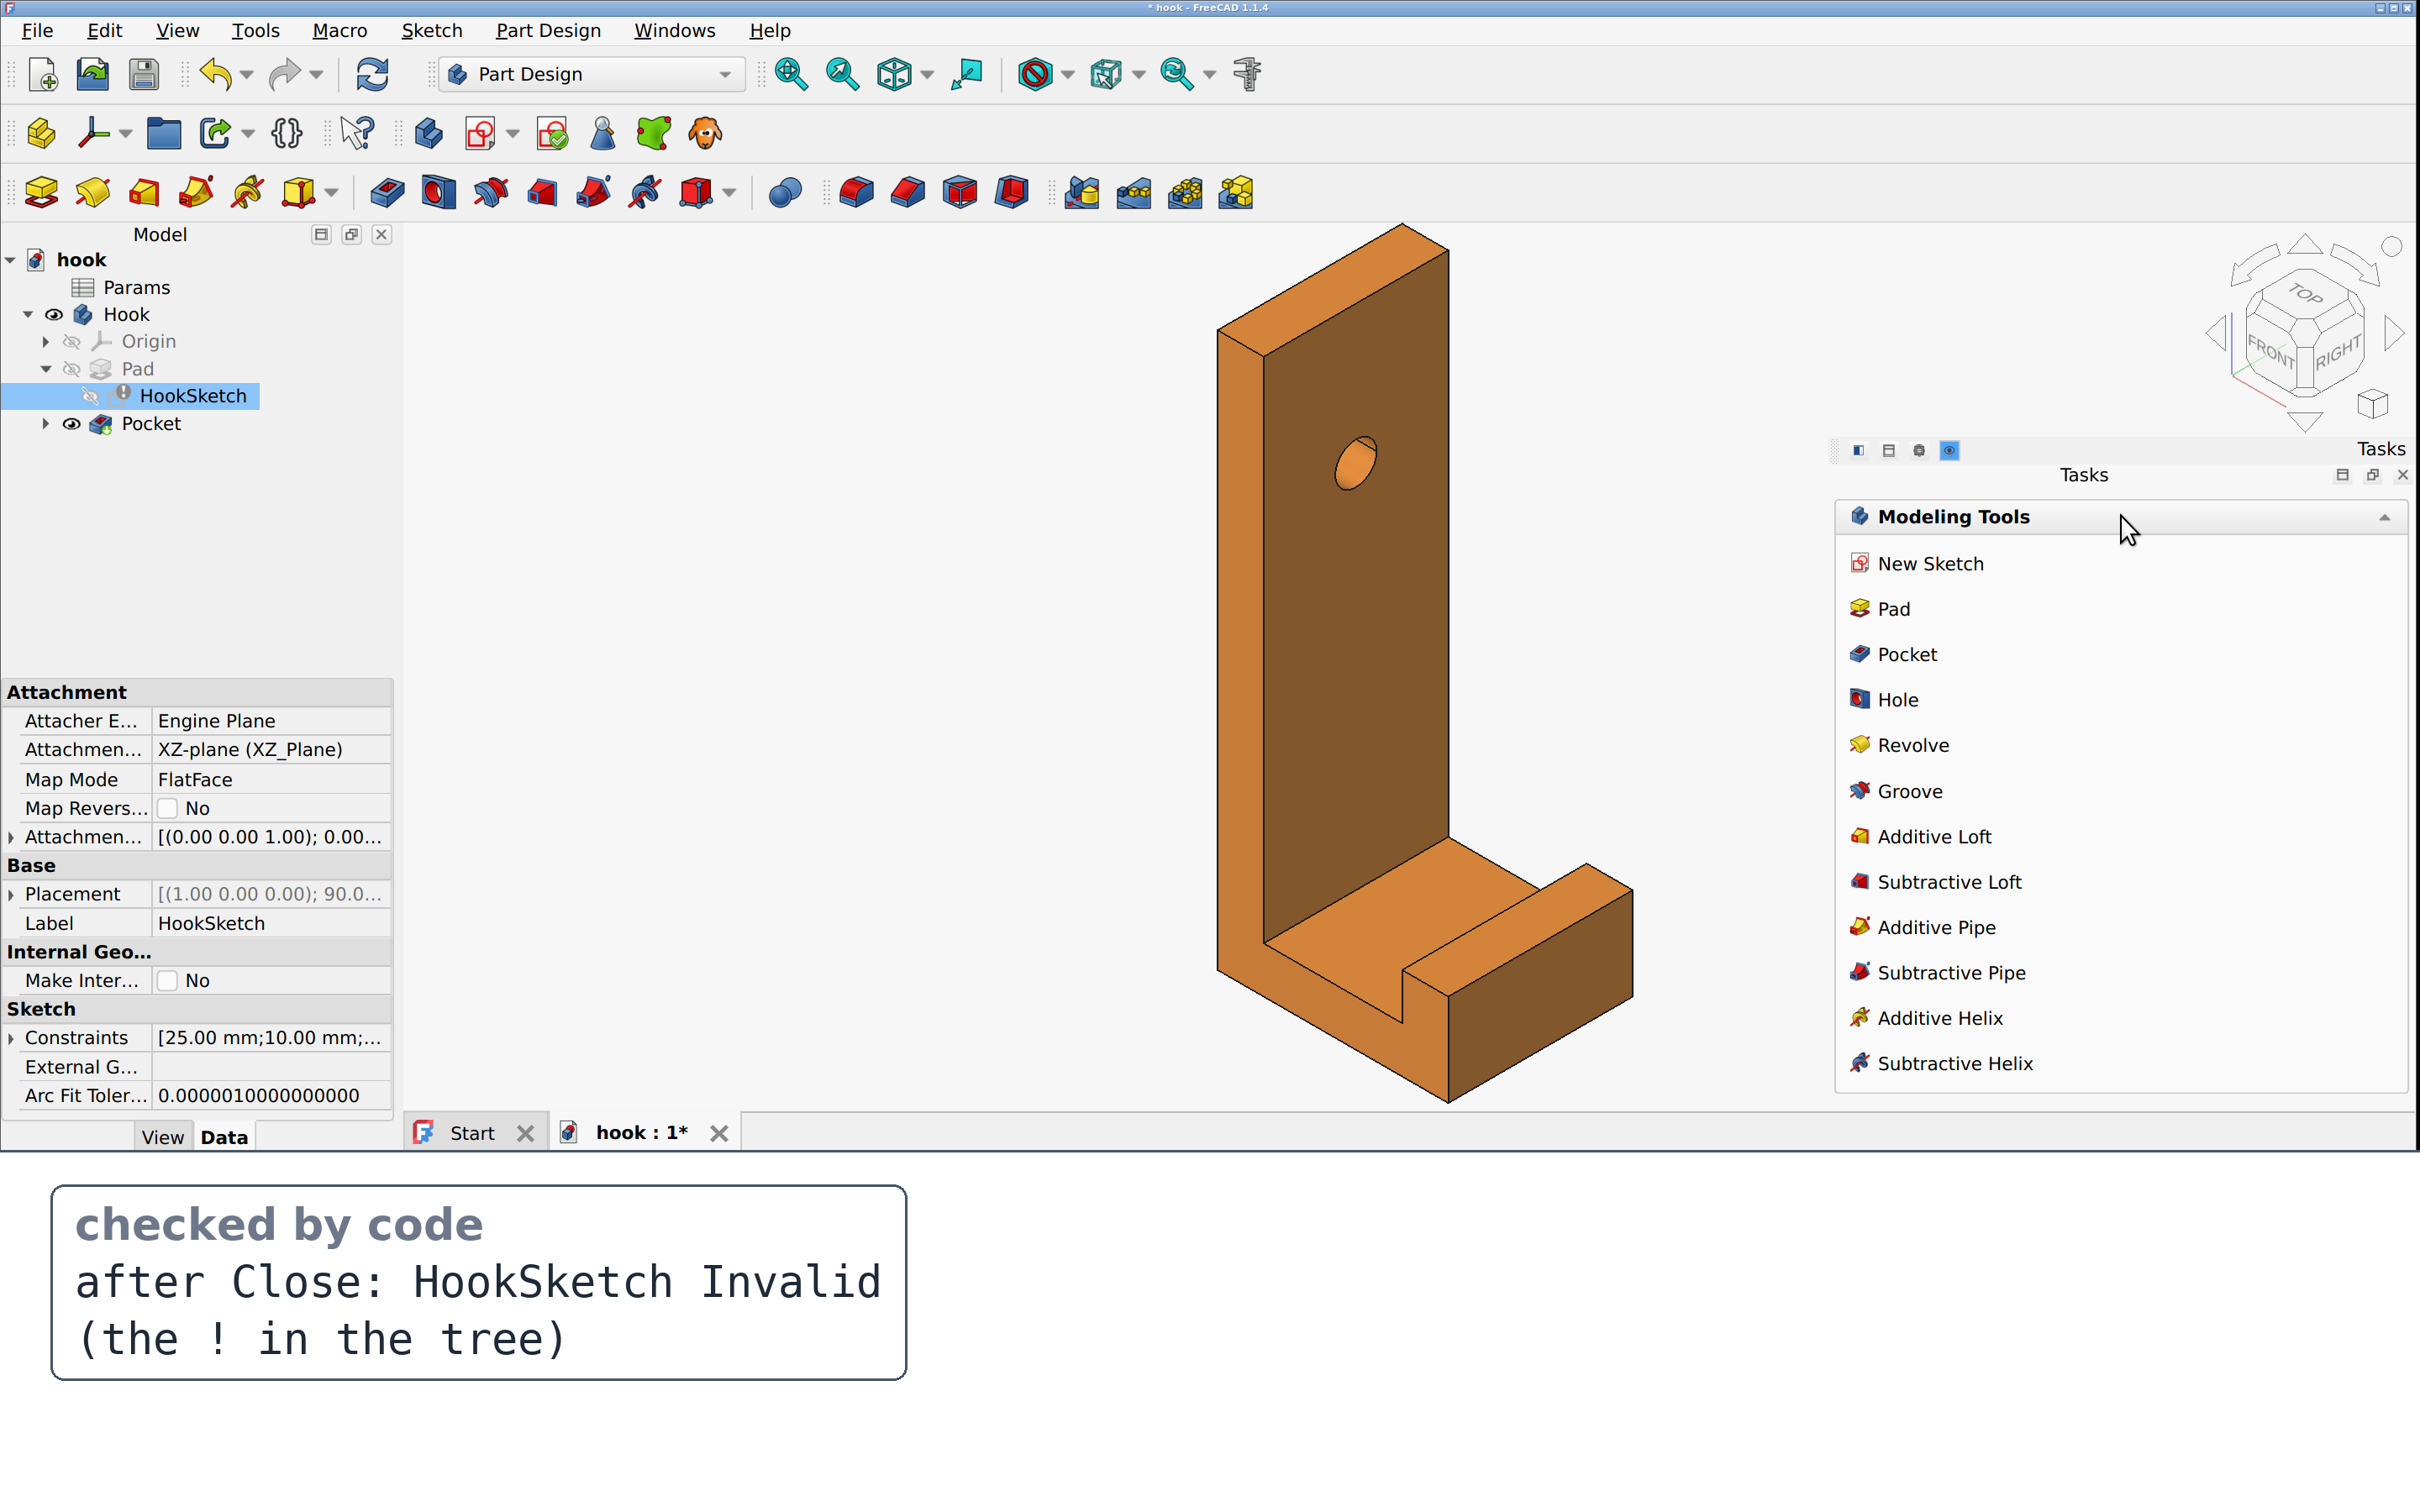 * hook - FreeCAD 1.1.4
File Edit View Tools Macro Sketch Part Design Windows Help
Part Design
Model
hook
Params
Hook
Origin
Pad
HookSketch
Pocket
TOP
FRONT
RIGHT
Tasks
Tasks
Modeling Tools
New Sketch
Pad
Pocket
Hole
Revolve
Groove
Additive Loft
Subtractive Loft
Additive Pipe
Subtractive Pipe
Additive Helix
Subtractive Helix
Attachment
Attacher E... Engine Plane
Attachmen... XZ-plane (XZ_Plane)
Map Mode FlatFace
Map Revers... No
Attachmen... [(0.00 0.00 1.00); 0.00...
Base
Placement [(1.00 0.00 0.00); 90.0...
Label HookSketch
Internal Geo...
Make Inter... No
Sketch
Constraints [25.00 mm;10.00 mm;...
External G...
Arc Fit Toler... 0.0000010000000000
View Data
Start
hook : 1*
checked by code
after Close: HookSketch Invalid
(the ! in the tree)